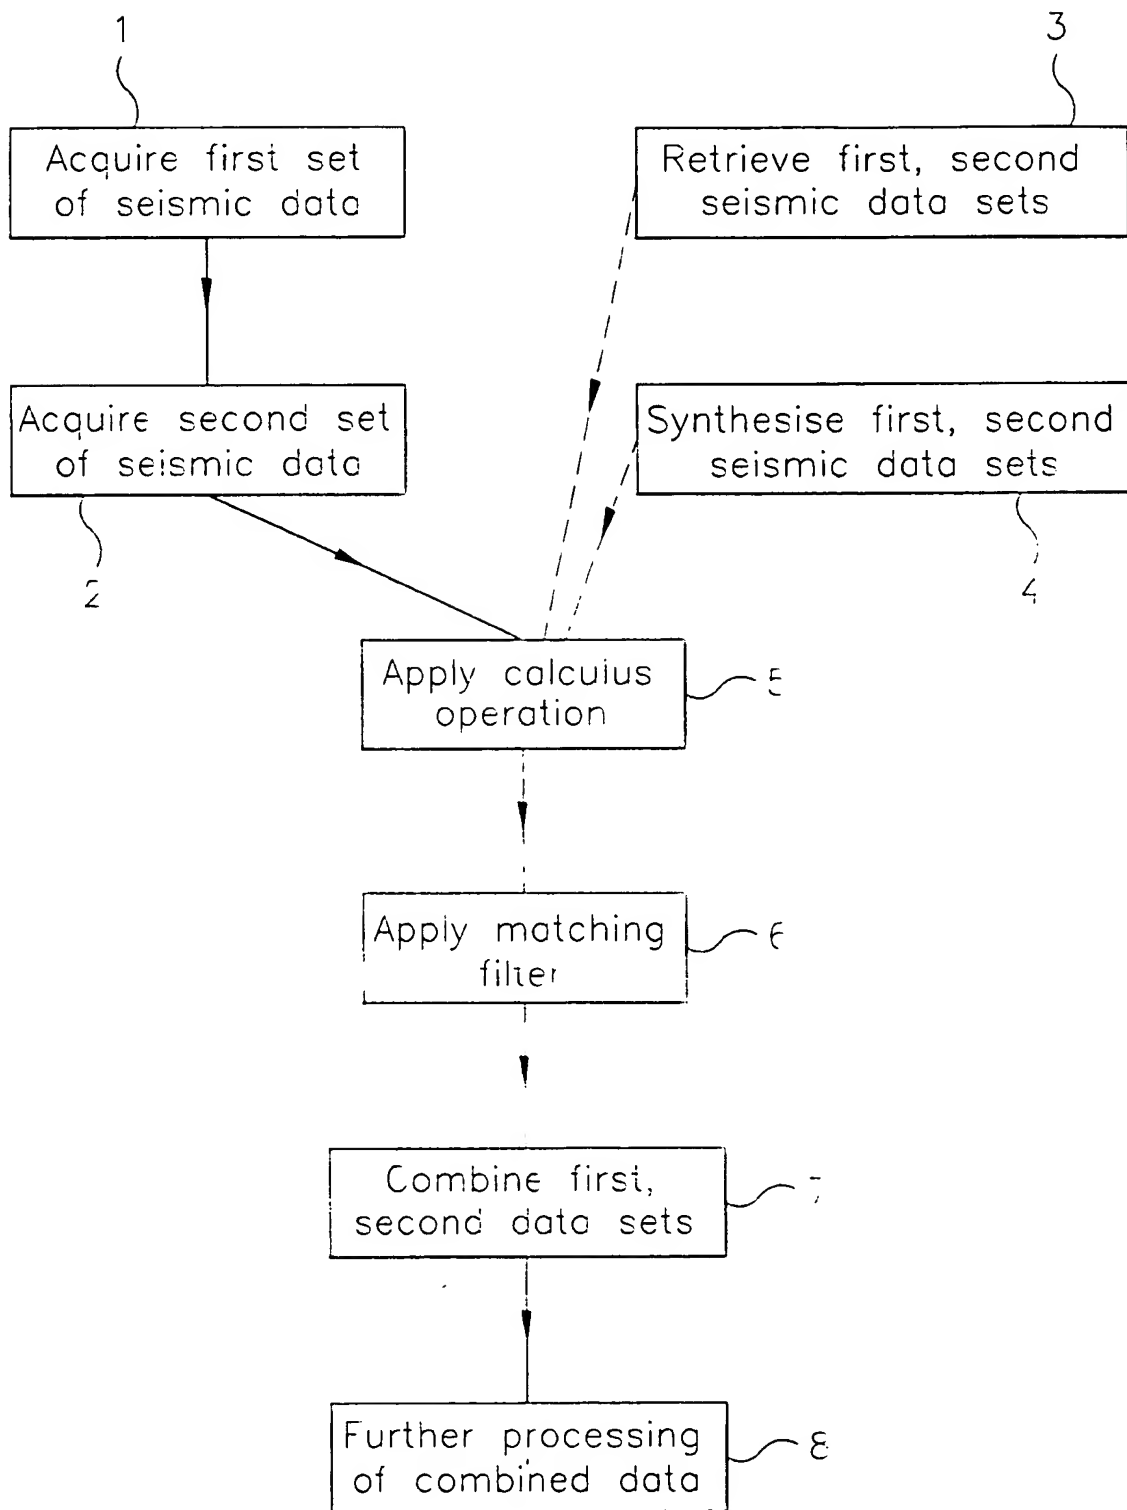 1
3
Acquire first set
of seismic data
Retrieve first, second
seismic data sets
Acquire second set
of seismic data
Synthesise first, second
seismic data sets
2
4
Apply calculus
operation
5
Apply matching
filter
6
Combine first,
second data sets
7
Further processing
of combined data
8